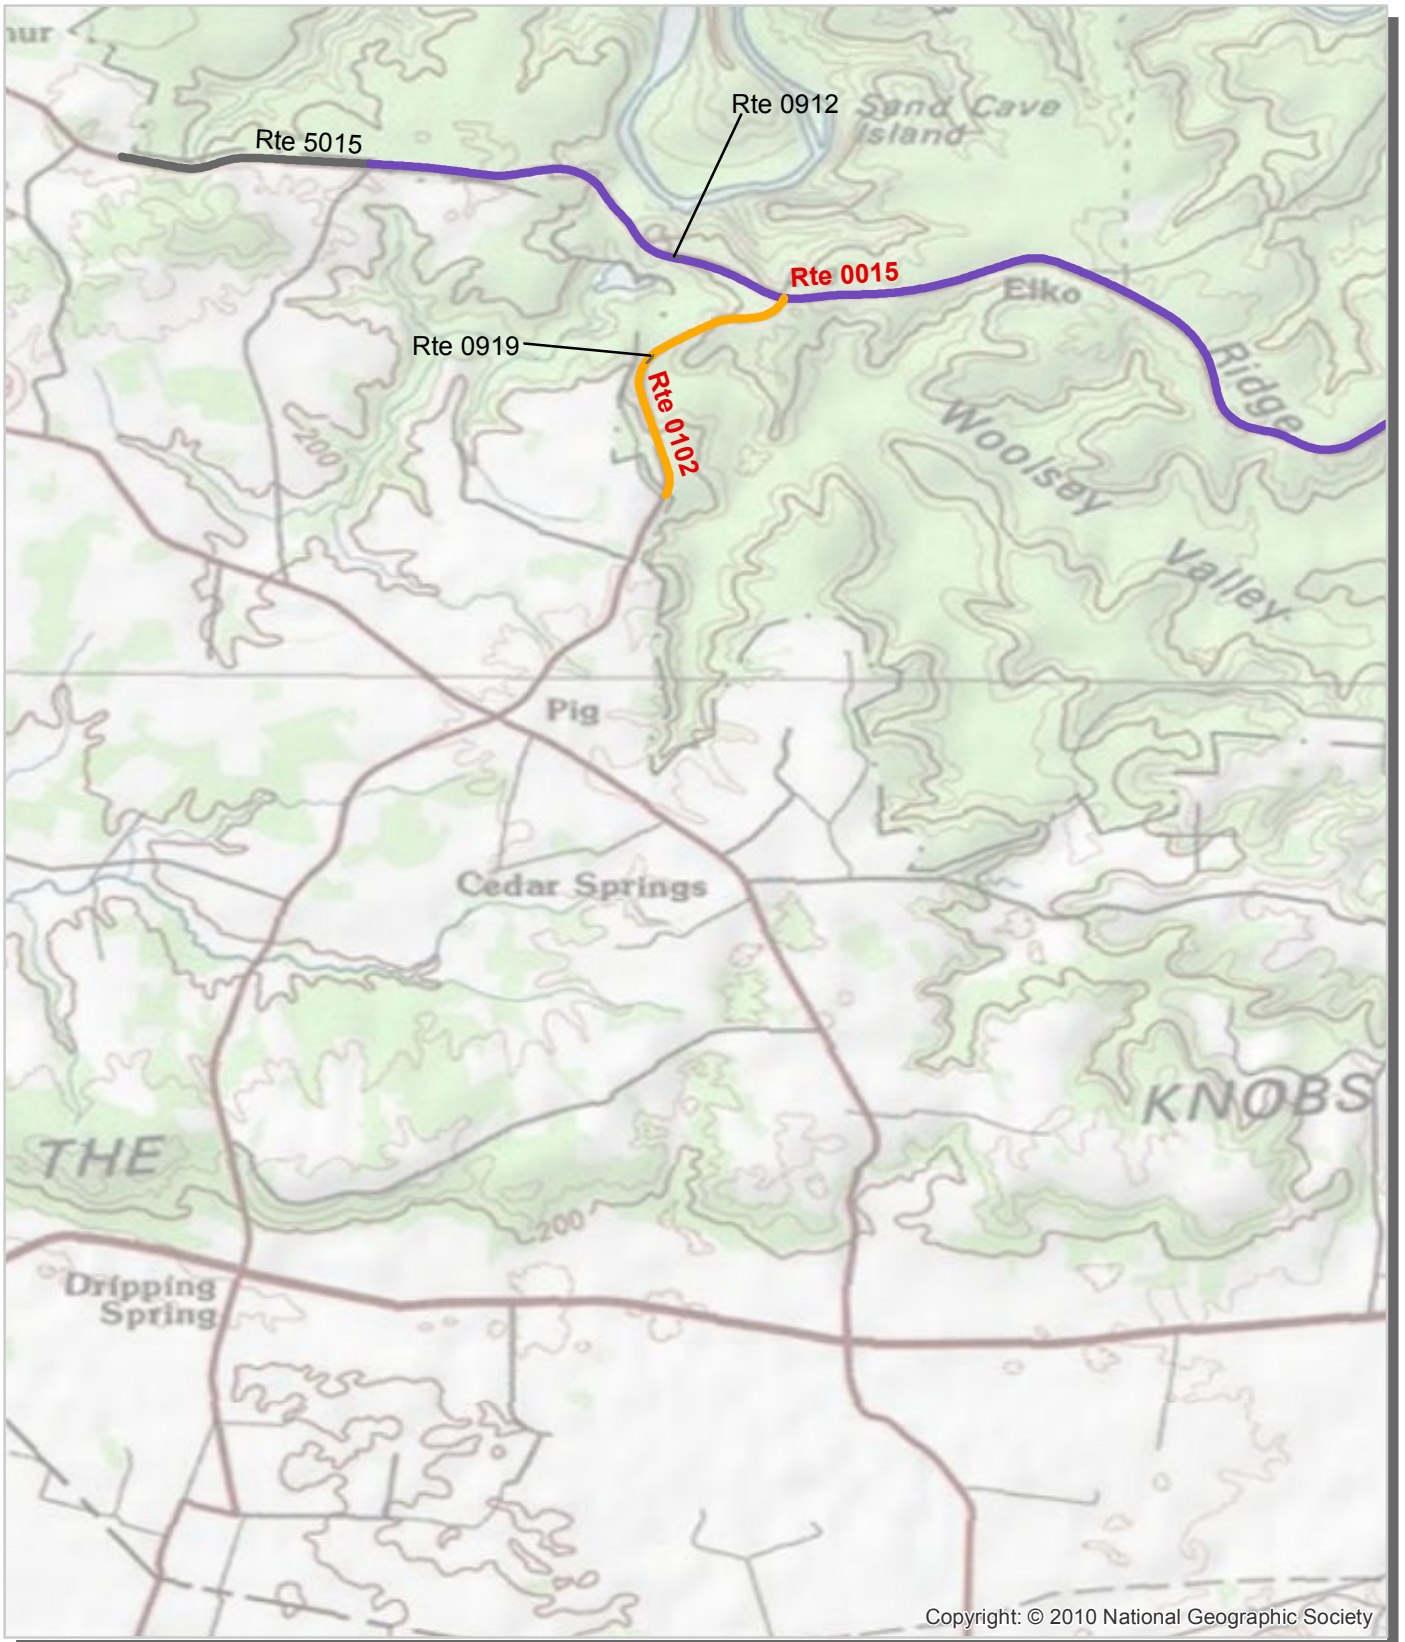 Rte 0912
Sand Cave
Island
Rte 5015
Rte 0015
Elko
Rte 0919
Ridge
Rte 0102
Woolsey
200
Valley
Pig
Cedar Springs
KNOBS
THE
200
Dripping
Spring
Copyright: © 2010 National Geographic Society